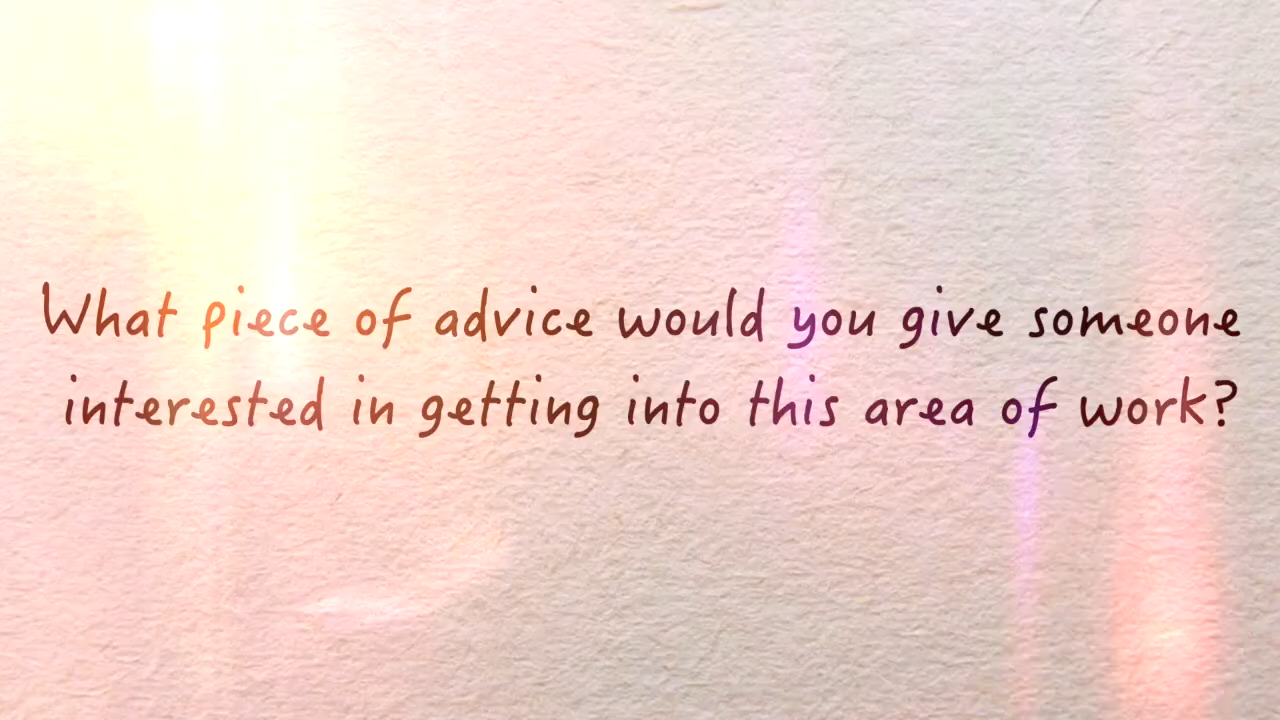 What piece of advice would you give someone
interested in getting into this area of work?